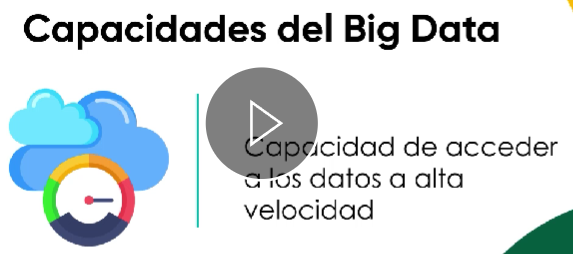 Capacidades del Big Data
Capacidad de acceder
a los datos a alta
velocidad